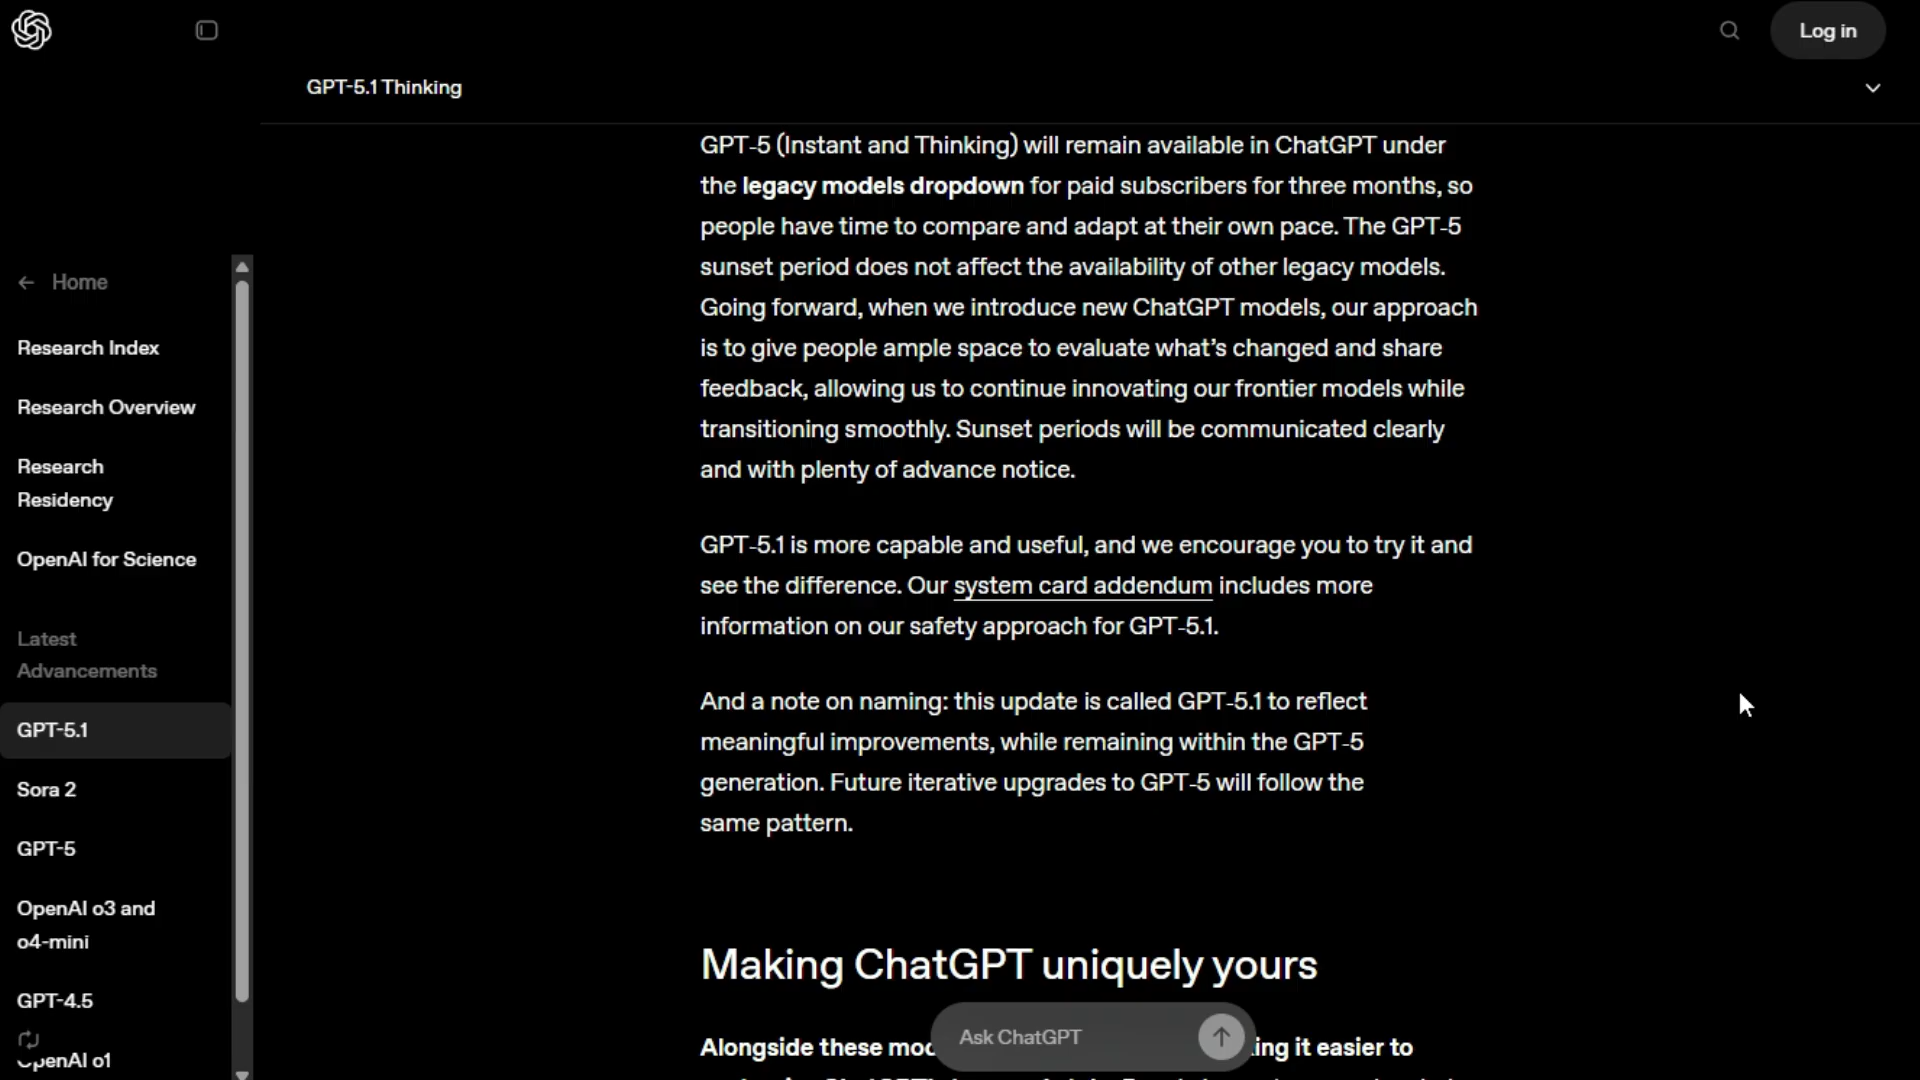 Log in
GPT-5.1 Thinking
← Home
Research Index
Research Overview
Research
Residency
OpenAI for Science
Latest
Advancements
GPT-5.1
Sora 2
GPT-5
OpenAI o3 and
o4-mini
GPT-4.5
OpenAI o1
GPT-5 (Instant and Thinking) will remain available in ChatGPT under
the legacy models dropdown for paid subscribers for three months, so
people have time to compare and adapt at their own pace. The GPT-5
sunset period does not affect the availability of other legacy models.
Going forward, when we introduce new ChatGPT models, our approach
is to give people ample space to evaluate what’s changed and share
feedback, allowing us to continue innovating our frontier models while
transitioning smoothly. Sunset periods will be communicated clearly
and with plenty of advance notice.
GPT-5.1 is more capable and useful, and we encourage you to try it and
see the difference. Our system card addendum includes more
information on our safety approach for GPT-5.1.
And a note on naming: this update is called GPT-5.1 to reflect
meaningful improvements, while remaining within the GPT-5
generation. Future iterative upgrades to GPT-5 will follow the
same pattern.
Making ChatGPT uniquely yours
Alongside these it easier to
Ask ChatGPT